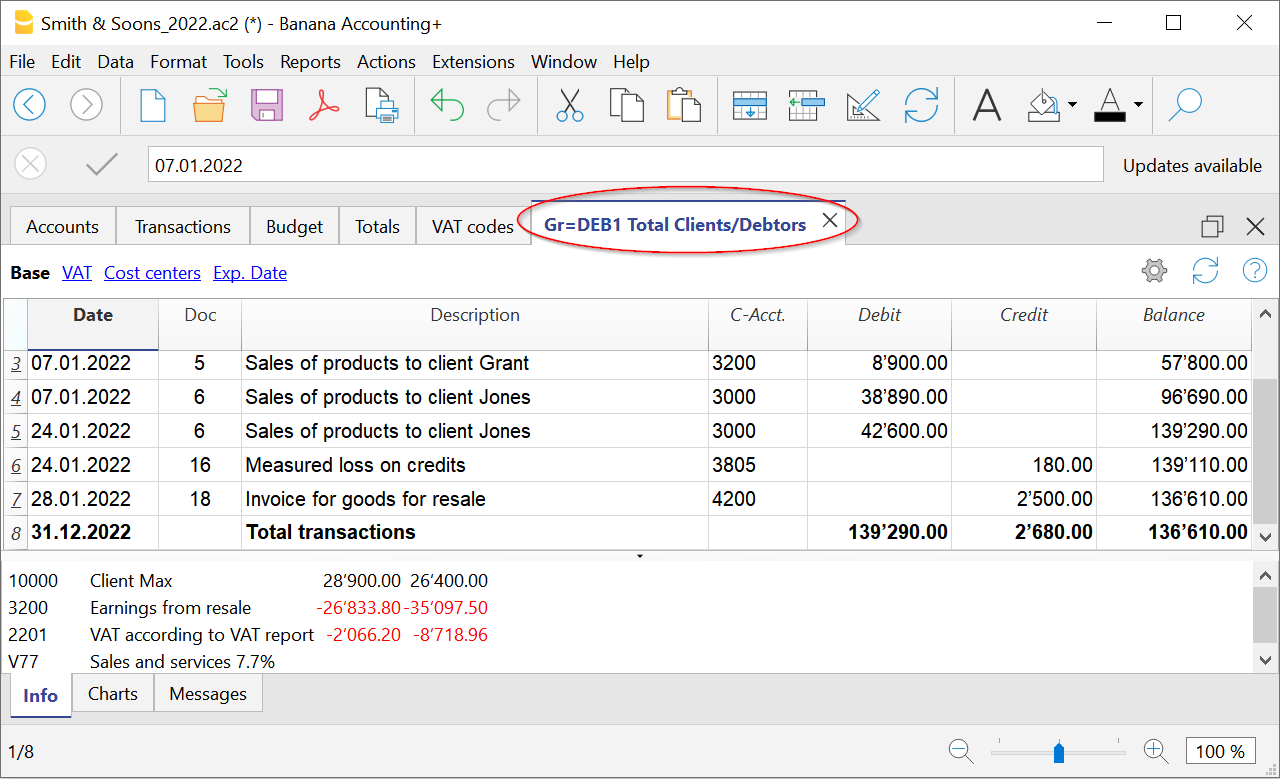 Smith & Soons_2022.ac2 (*) - Banana Accounting+
File Edit Data Format Tools Reports Actions Extensions Window Help
07.01.2022 Updates available
Accounts Transactions Budget Totals VAT codes Gr=DEB1 Total Clients/Debtors
Base VAT Cost centers Exp. Date
Date Doc Description C-Acct. Debit Credit Balance
3 07.01.2022 5 Sales of products to client Grant 3200 8’900.00 57’800.00
4 07.01.2022 6 Sales of products to client Jones 3000 38’890.00 96’690.00
5 24.01.2022 6 Sales of products to client Jones 3000 42’600.00 139’290.00
6 24.01.2022 16 Measured loss on credits 3805 180.00 139’110.00
7 28.01.2022 18 Invoice for goods for resale 4200 2’500.00 136’610.00
8 31.12.2022 Total transactions 139’290.00 2’680.00 136’610.00
10000 Client Max 28’900.00 26’400.00
3200 Earnings from resale -26’833.80 -35’097.50
2201 VAT according to VAT report -2’066.20 -8’718.96
V77 Sales and services 7.7%
Info Charts Messages
1/8 100 %